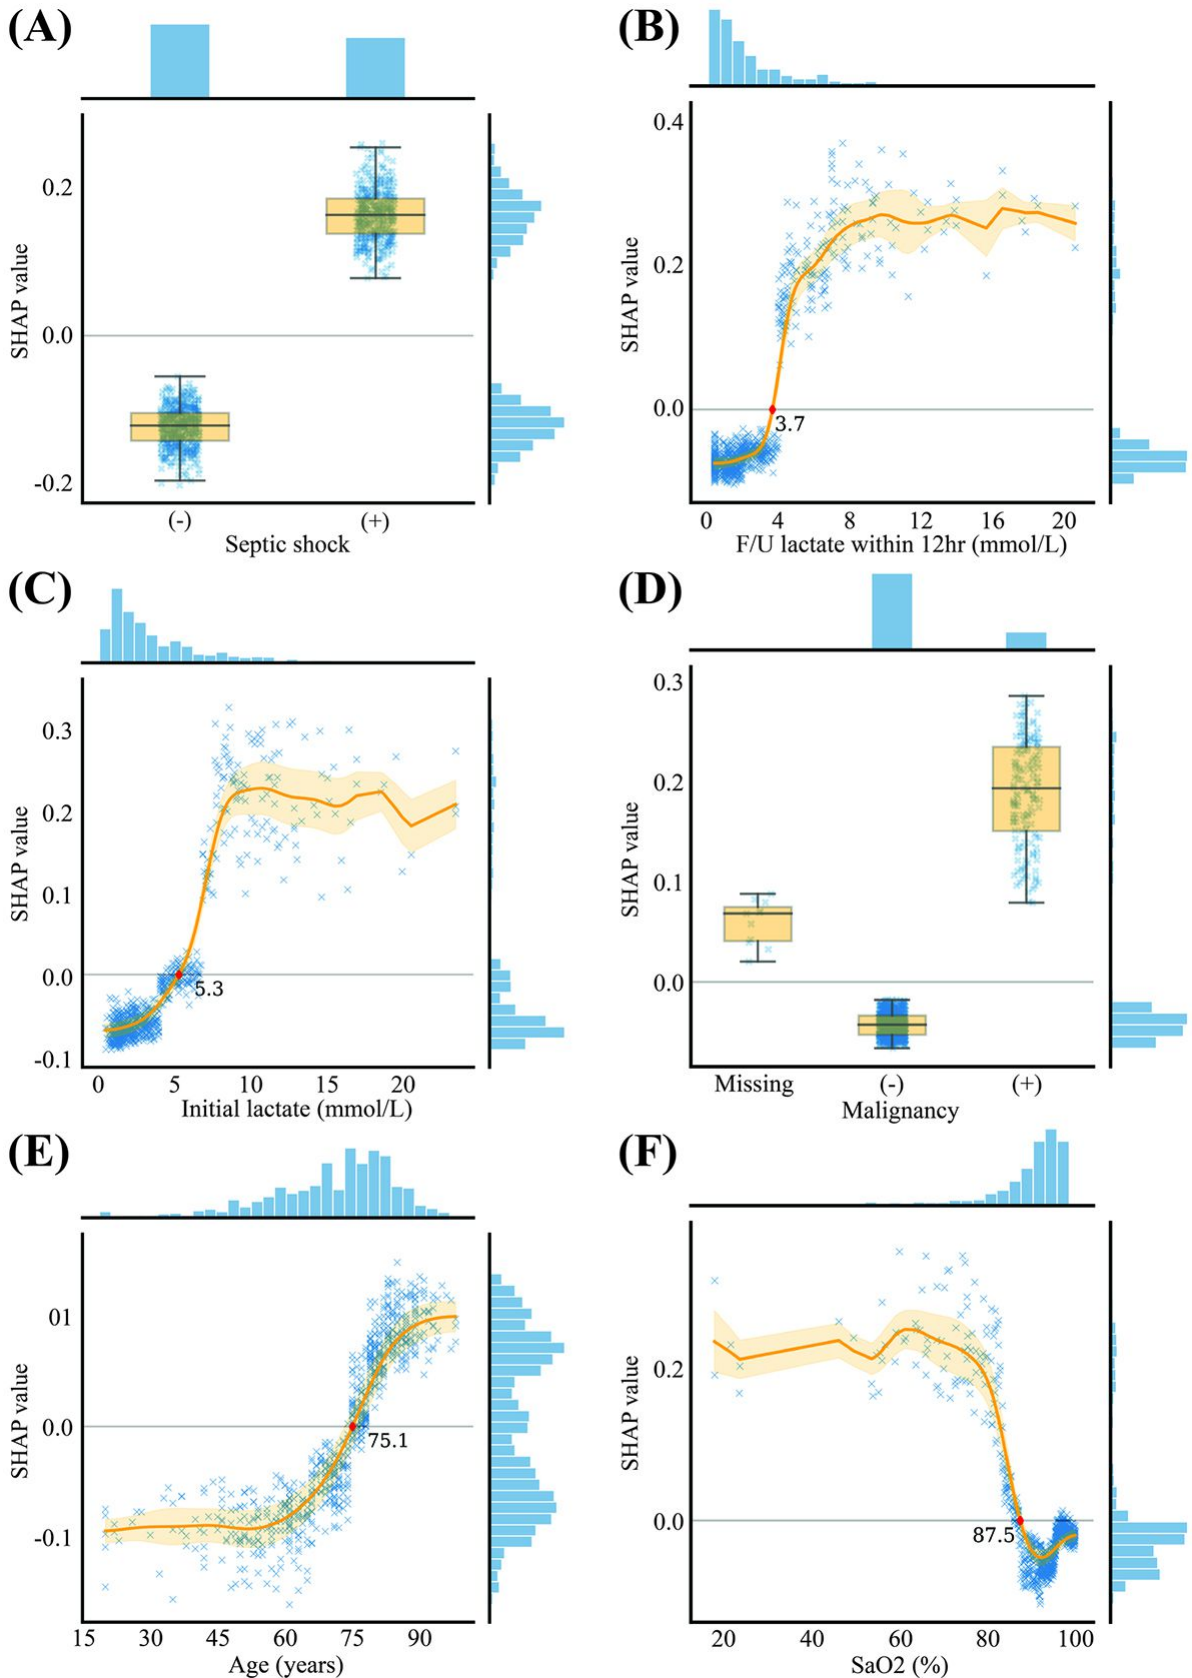 (A)
0.2
0.0
-0.2
SHAP value
(-) (+)
Septic shock
(B)
0.4
0.2
0.0
SHAP value
3.7
0 4 8 12 16 20
F/U lactate within 12hr (mmol/L)
(C)
0.3
0.2
0.1
0.0
-0.1
SHAP value
5.3
0 5 10 15 20
Initial lactate (mmol/L)
(D)
0.3
0.2
0.1
0.0
SHAP value
Missing (-) (+)
Malignancy
(E)
01
0.0
-0.1
SHAP value
75.1
15 30 45 60 75 90
Age (years)
(F)
0.2
0.0
SHAP value
87.5
20 40 60 80 100
SaO2 (%)